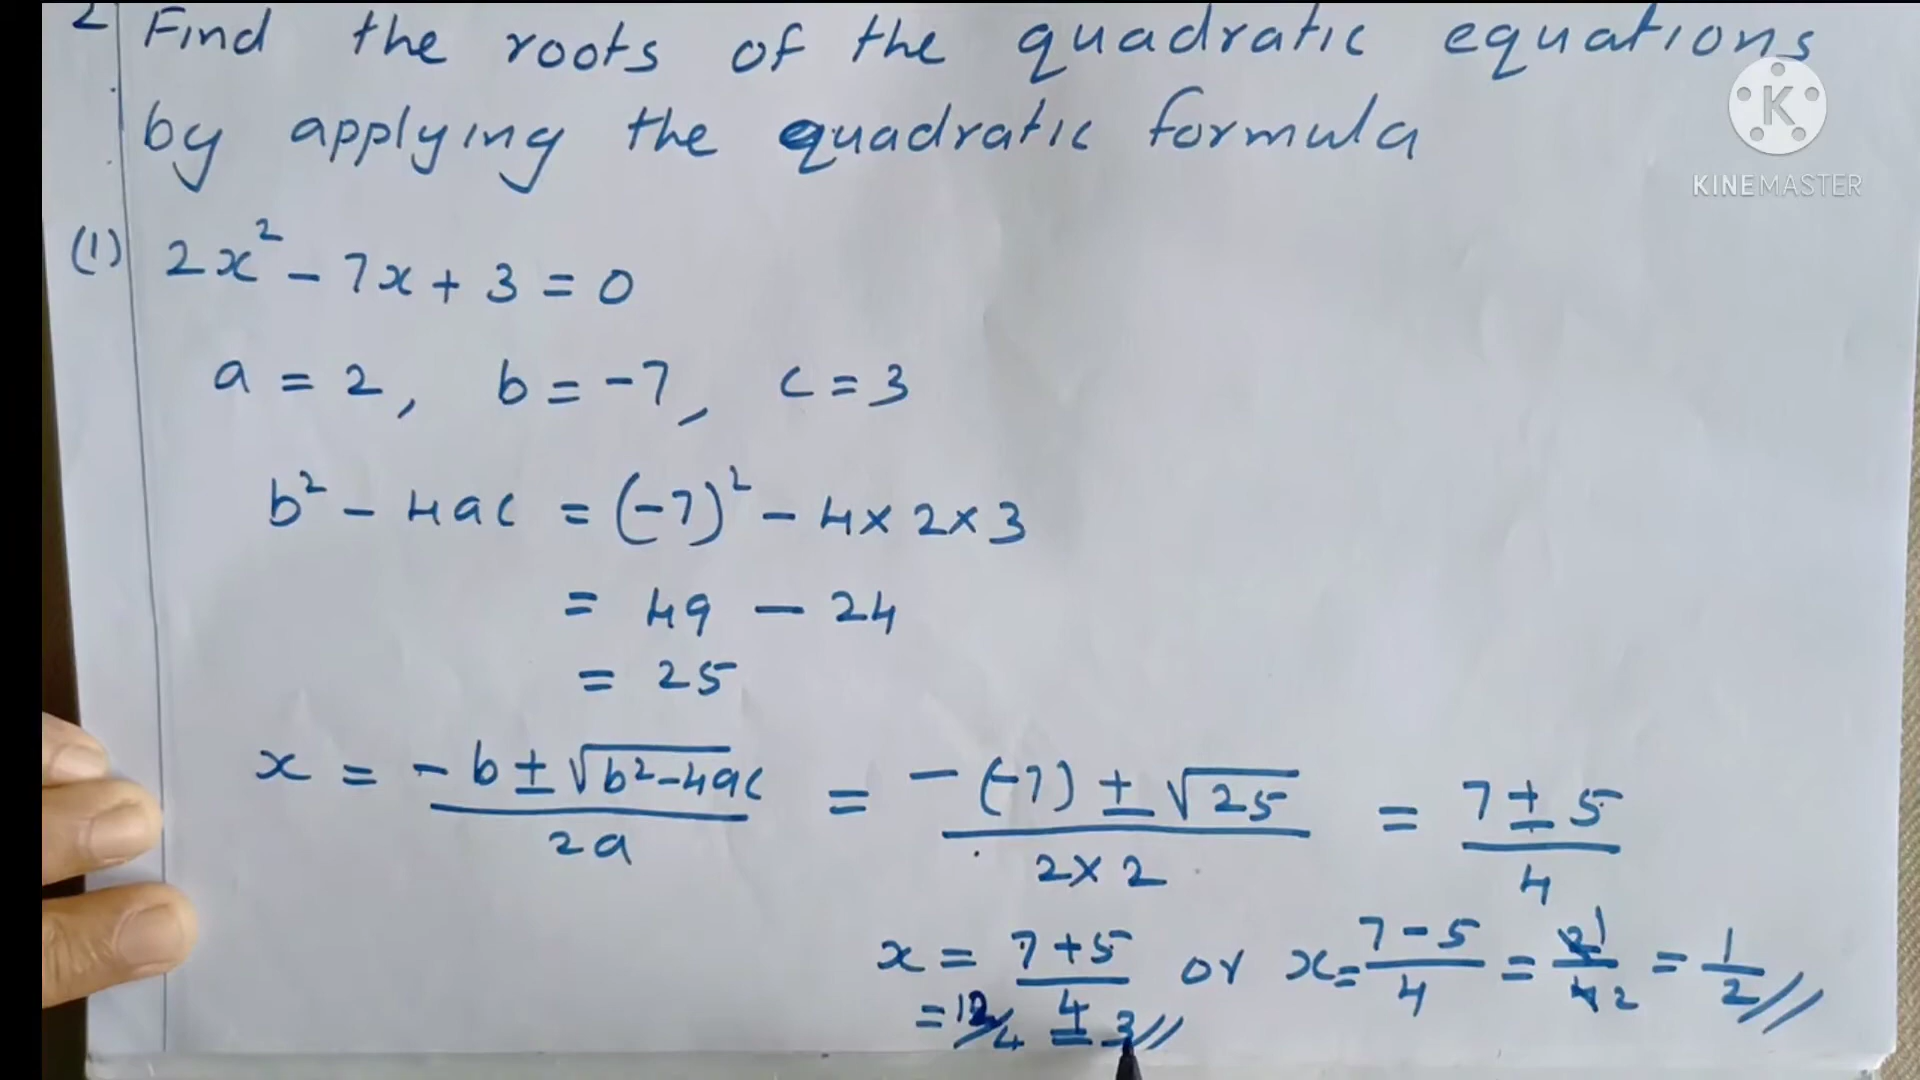 2 Find the roots of the quadratic equations
by applying the quadratic formula
KINEMASTER
(1) 2x² - 7x + 3 = 0
a = 2, b = -7, c = 3
b² - 4ac = (-7)² - 4 × 2 × 3
= 49 - 24
= 25
x = (-b ± √(b²-4ac))/2a = (-(-7) ± √25)/(2×2) = (7 ± 5)/4
x = (7+5)/4 or x = (7-5)/4 = 2/4 = 1/2 //
= 12/4 = 3 //